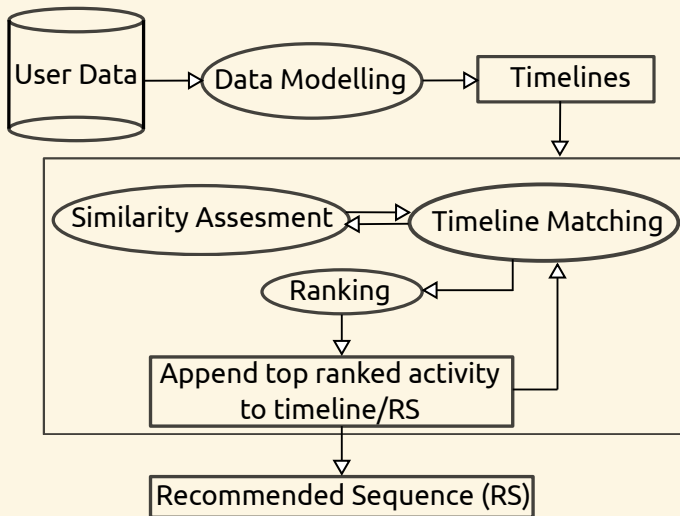 User Data
Data Modelling
Timelines
Similarity Assesment
Timeline Matching
Ranking
Append top ranked activity
to timeline/RS
Recommended Sequence (RS)